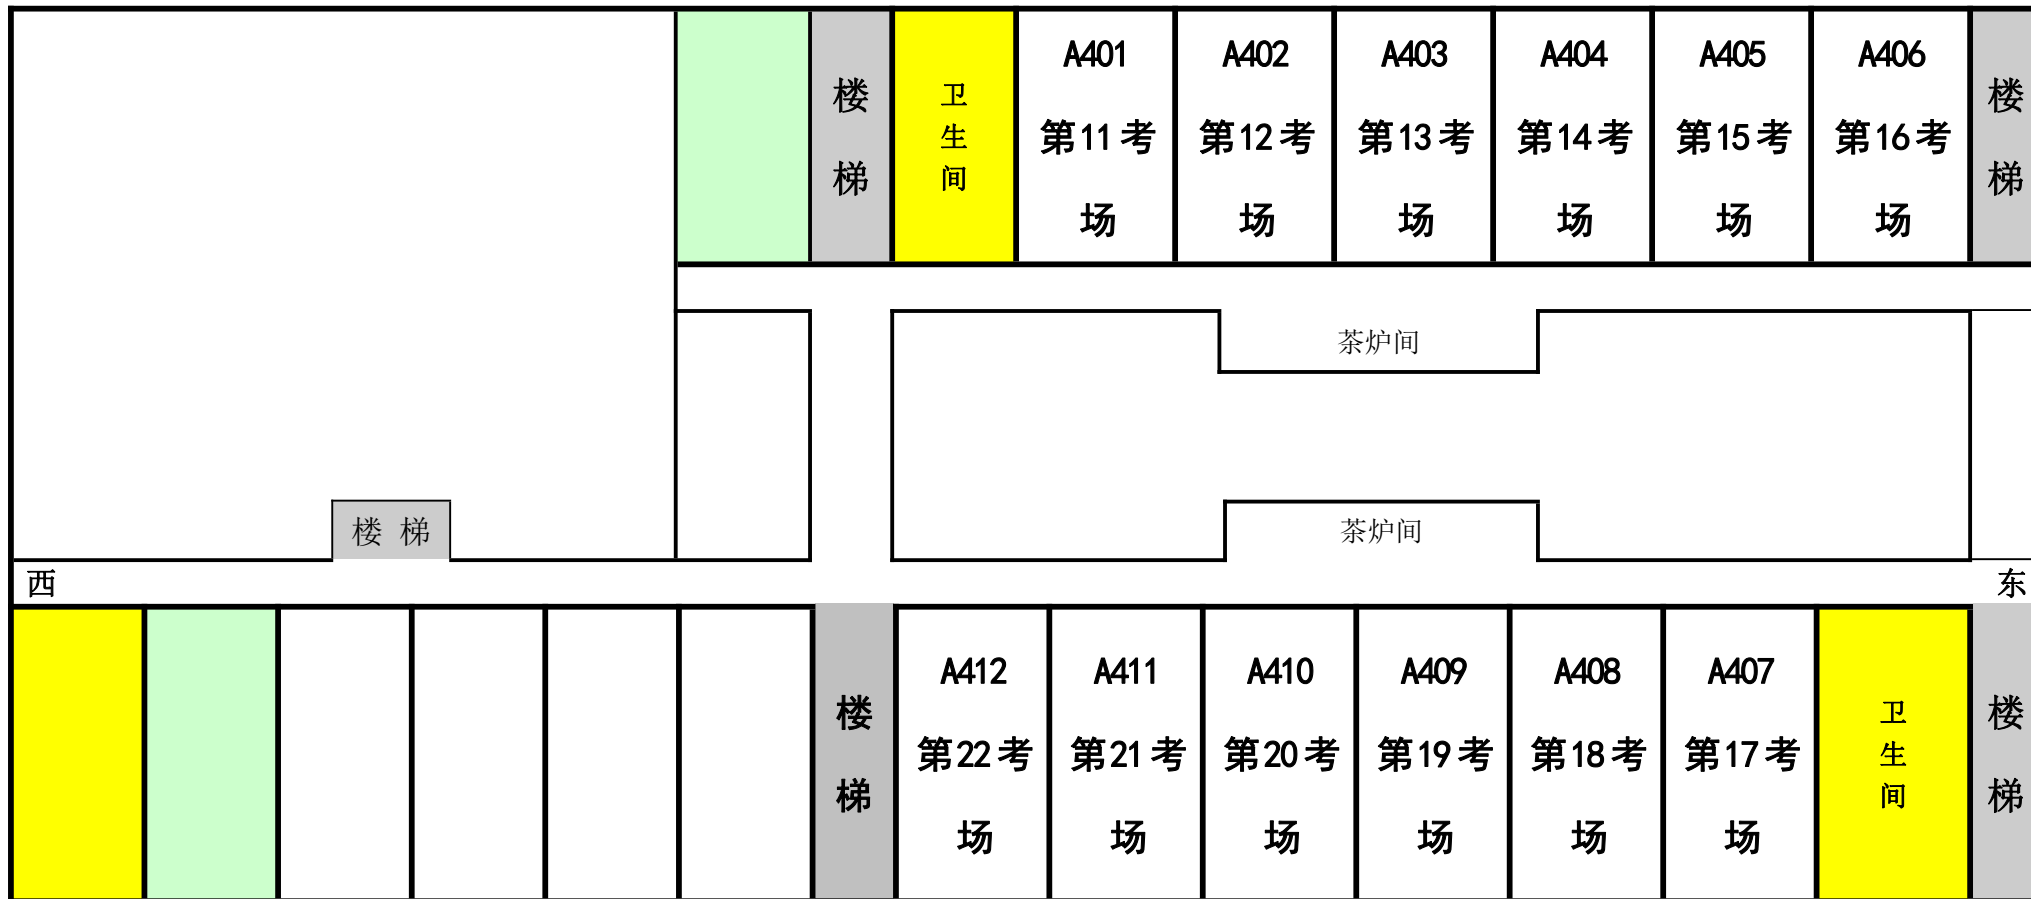 楼梯
卫生间
A401
第11考场
A402
第12考场
A403
第13考场
A404
第14考场
A405
第15考场
A406
第16考场
楼梯
茶炉间
楼 梯
茶炉间
西
东
楼梯
A412
第22考场
A411
第21考场
A410
第20考场
A409
第19考场
A408
第18考场
A407
第17考场
卫生间
楼梯